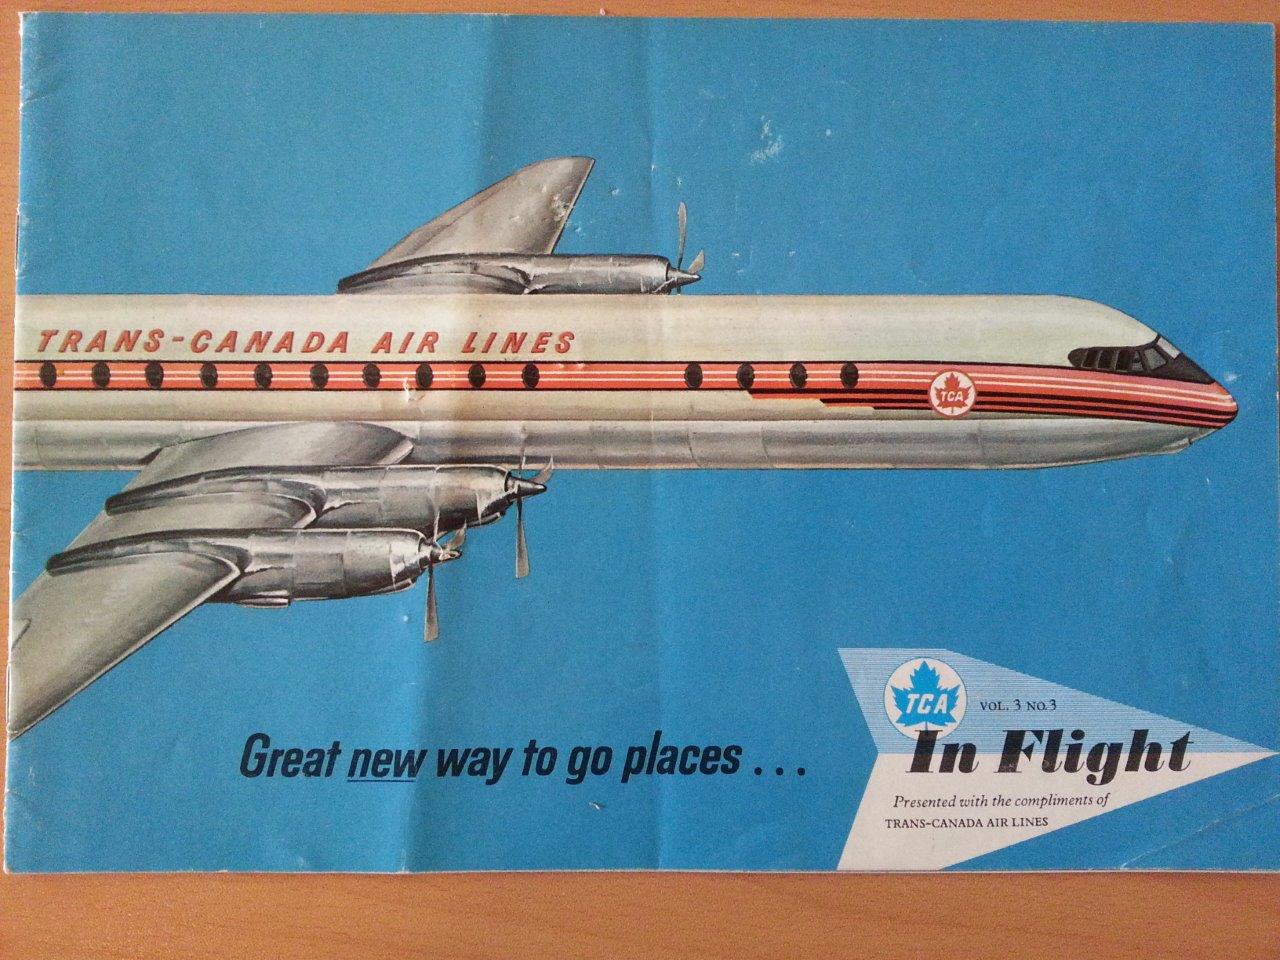 TRANS-CANADA AIR LINES
TCA
Great new way to go places ...
TCA
VOL. 3 NO. 3
In Flight
Presented with the compliments of
TRANS-CANADA AIR LINES